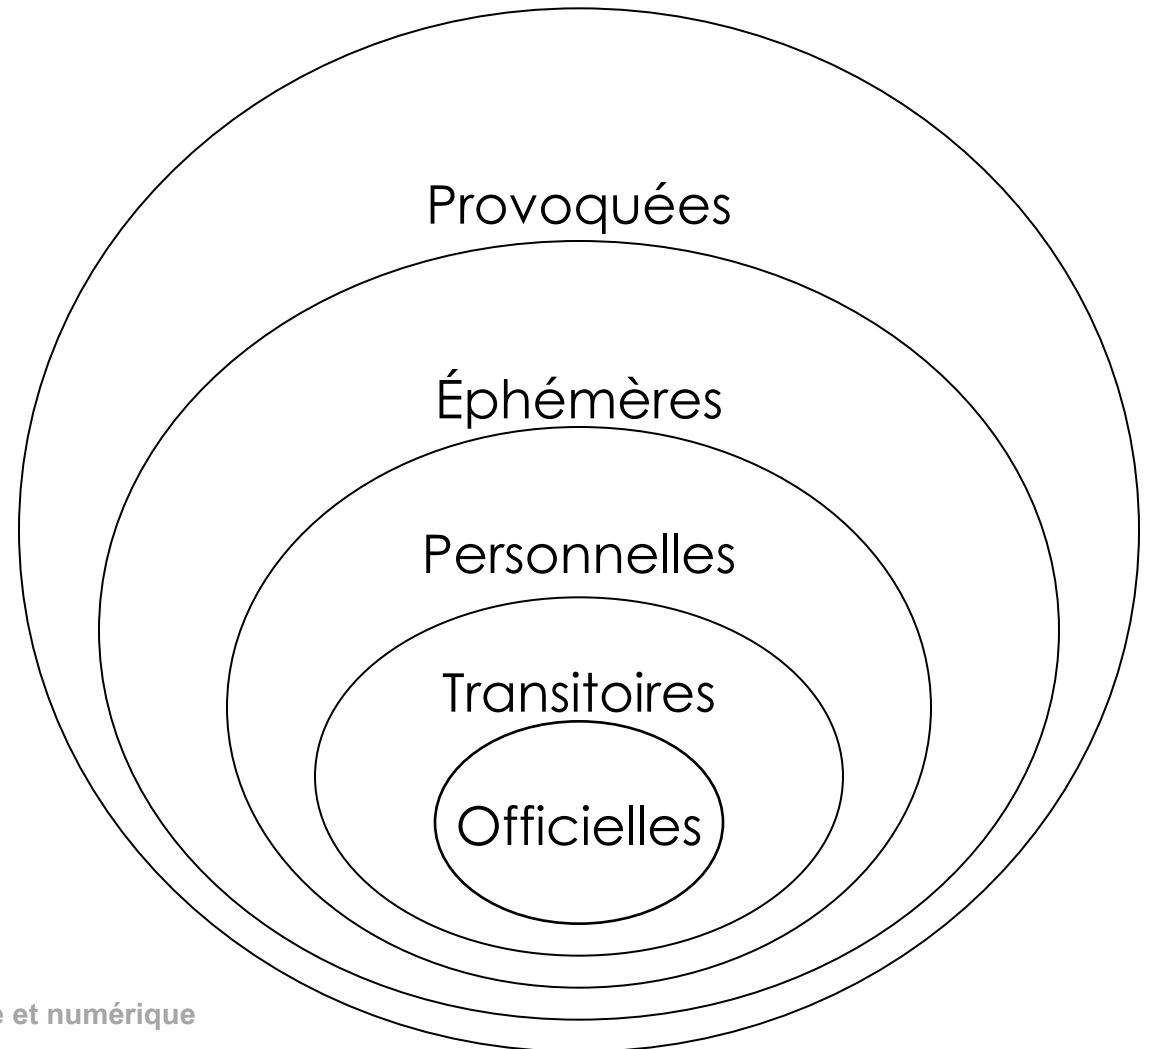 Provoquées
Éphémères
Personnelles
Transitoires
Officielles
et numérique